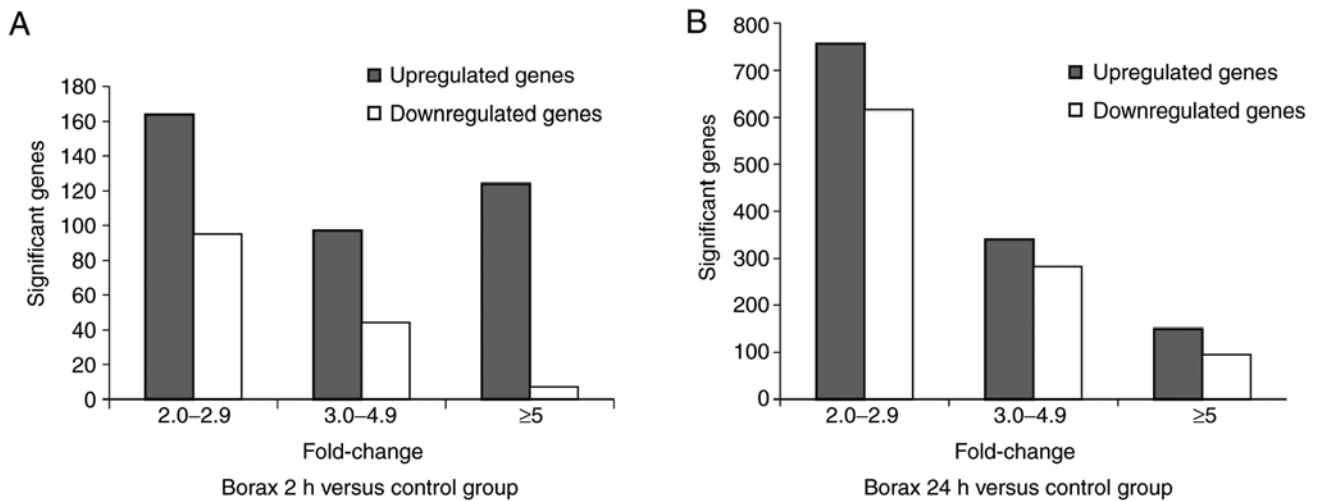 A
Significant genes
180
160
140
120
100
80
60
40
20
0
Upregulated genes
Downregulated genes
2.0–2.9
3.0–4.9
≥5
Fold-change
Borax 2 h versus control group
B
Significant genes
800
700
600
500
400
300
200
100
0
Upregulated genes
Downregulated genes
2.0–2.9
3.0–4.9
≥5
Fold-change
Borax 24 h versus control group